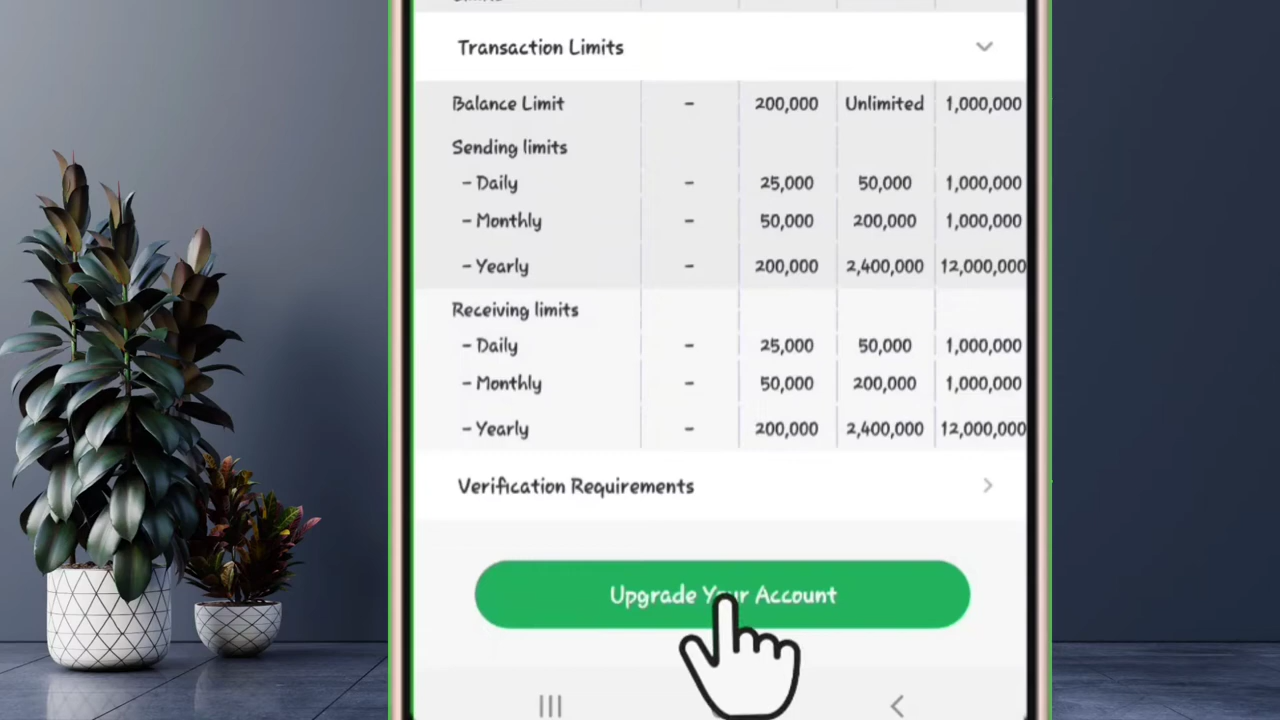 Transaction Limits
Balance Limit - 200,000 Unlimited 1,000,000
Sending limits
- Daily - 25,000 50,000 1,000,000
- Monthly - 50,000 200,000 1,000,000
- Yearly - 200,000 2,400,000 12,000,000
Receiving limits
- Daily - 25,000 50,000 1,000,000
- Monthly - 50,000 200,000 1,000,000
- Yearly - 200,000 2,400,000 12,000,000
Verification Requirements
Upgrade Your Account